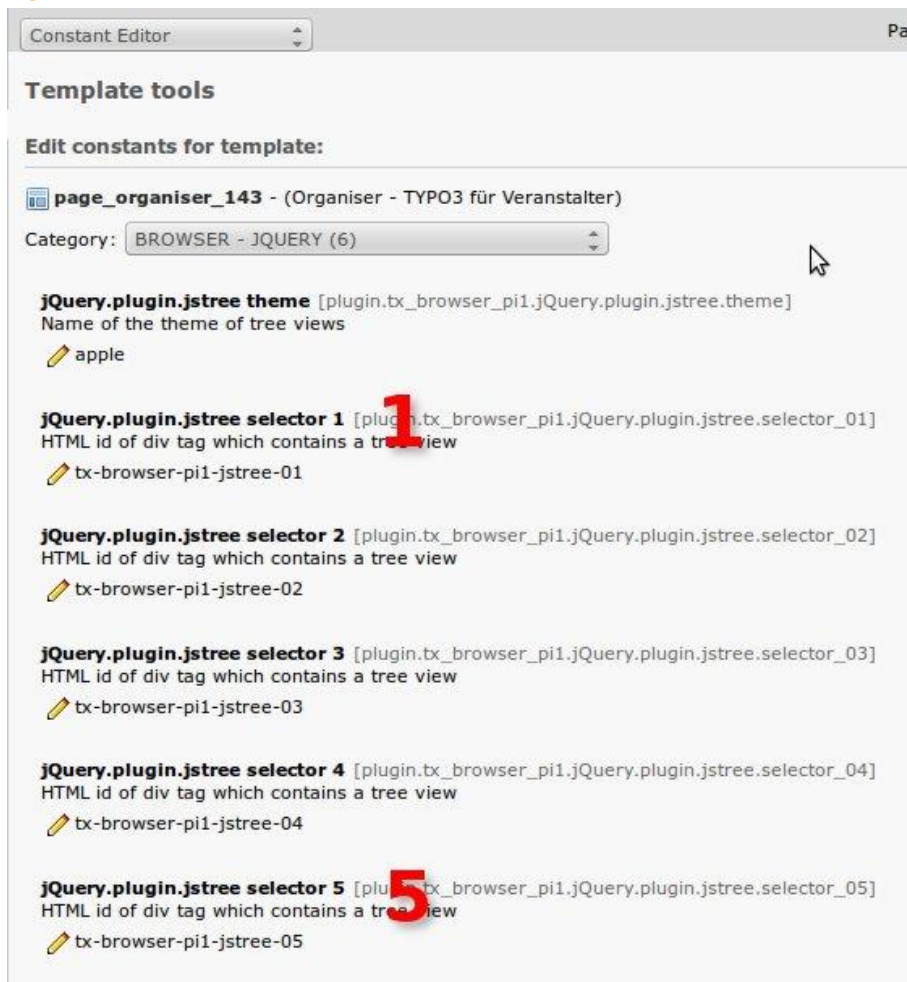 Constant Editor
Pa
Template tools
Edit constants for template:
page_organiser_143 - (Organiser - TYPO3 für Veranstalter)
Category: BROWSER - JQUERY (6)
jQuery.plugin.jstree theme [plugin.tx_browser_pi1.jQuery.plugin.jstree.theme]
Name of the theme of tree views
apple
1
jQuery.plugin.jstree selector 1 [plugin.tx_browser_pi1.jQuery.plugin.jstree.selector_01]
HTML id of div tag which contains a tree view
tx-browser-pi1-jstree-01
jQuery.plugin.jstree selector 2 [plugin.tx_browser_pi1.jQuery.plugin.jstree.selector_02]
HTML id of div tag which contains a tree view
tx-browser-pi1-jstree-02
jQuery.plugin.jstree selector 3 [plugin.tx_browser_pi1.jQuery.plugin.jstree.selector_03]
HTML id of div tag which contains a tree view
tx-browser-pi1-jstree-03
jQuery.plugin.jstree selector 4 [plugin.tx_browser_pi1.jQuery.plugin.jstree.selector_04]
HTML id of div tag which contains a tree view
tx-browser-pi1-jstree-04
5
jQuery.plugin.jstree selector 5 [plugin.tx_browser_pi1.jQuery.plugin.jstree.selector_05]
HTML id of div tag which contains a tree view
tx-browser-pi1-jstree-05